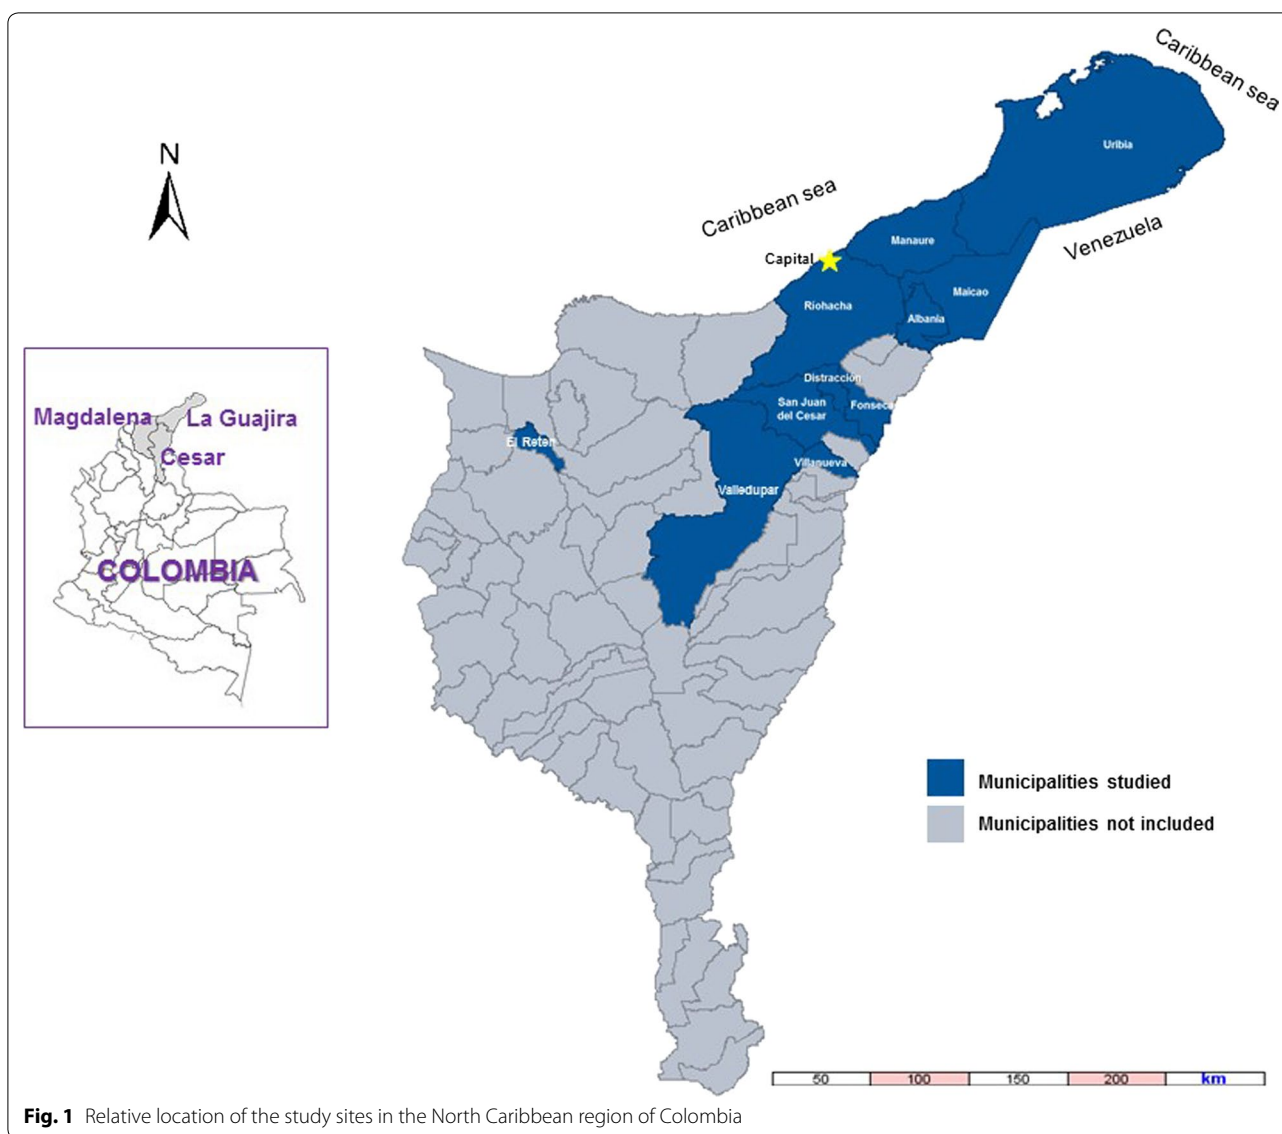 Caribbean sea
N
Uribia
Caribbean sea
Venezuela
Manaure
Capital
Maicao
Riohacha
Albania
Distracción
San Juan
del Cesar
Fonseca
Magdalena
La Guajira
Cesar
El Reten
Villanueva
Valledupar
COLOMBIA
Municipalities studied
Municipalities not included
50 100 150 200 km
Fig. 1 Relative location of the study sites in the North Caribbean region of Colombia